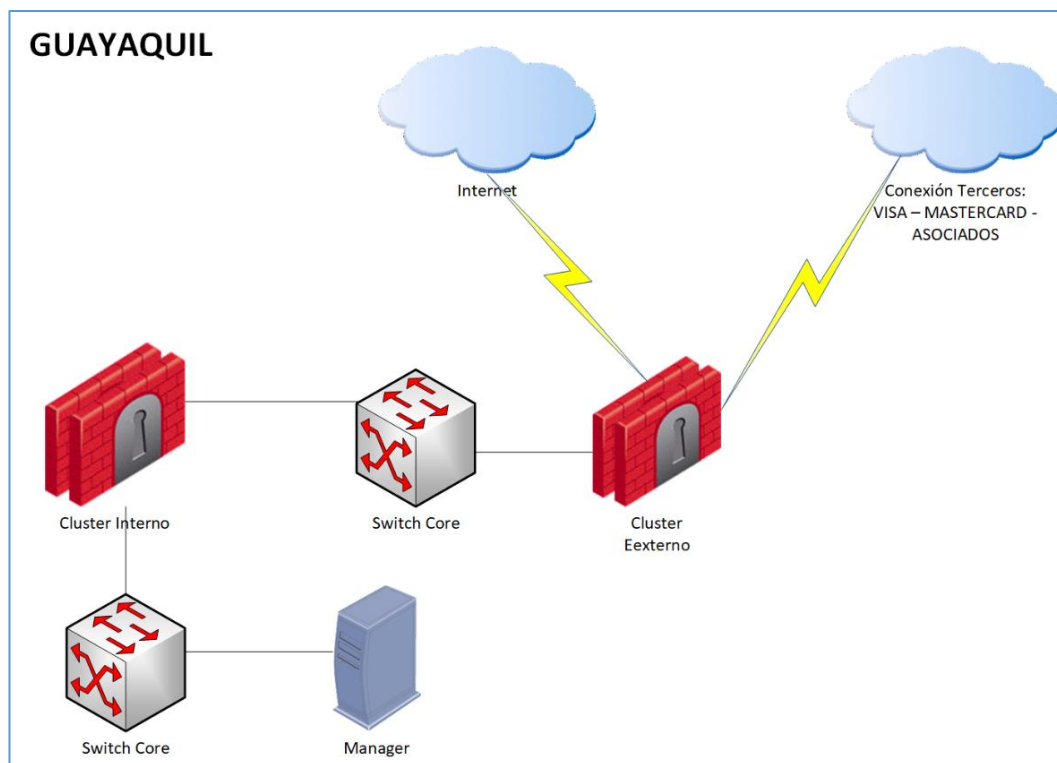 GUAYAQUIL
Internet
Conexión Terceros:
VISA – MASTERCARD -
ASOCIADOS
Cluster Interno
Switch Core
Cluster
Eexterno
Switch Core
Manager